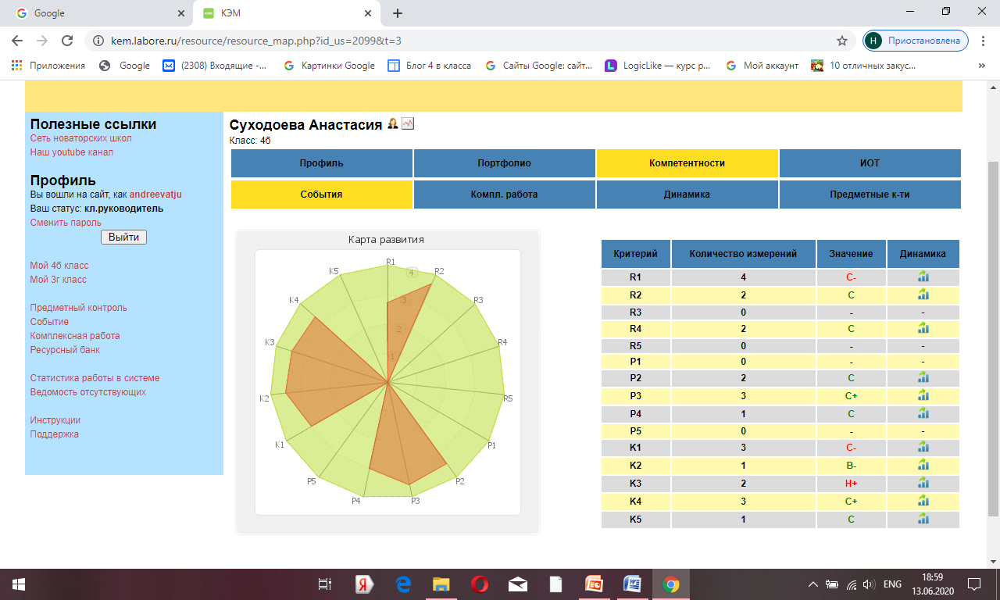 Google
КЭМ
kem.labore.ru/resource/resource_map.php?id_us=2099&t=3
Н
Приостановлена
Приложения
Google
(2308) Входящие -...
Картинки Google
Блог 4 в класса
Сайты Google: сайт...
LogicLike — курс р...
Мой аккаунт
10 отличных закус...
»
Полезные ссылки
Сеть новаторских школ
Наш youtube канал
Профиль
Вы вошли на сайт, как andreevatju
Ваш статус: кл.руководитель
Сменить пароль
Выйти
Мой 4б класс
Мой 3г класс
Предметный контроль
Событие
Комплексная работа
Ресурсный банк
Статистика работы в системе
Ведомость отсутствующих
Инструкции
Поддержка
Суходоева Анастасия
Класс: 4б
Профиль Портфолио Компетентности ИОТ
События Компл. работа Динамика Предметные к-ти
Карта развития
R1
R2
R3
R4
R5
P1
P2
P3
P4
P5
K1
K2
K3
K4
K5
4
3
2
1
Критерий Количество измерений Значение Динамика
R1 4 С-
R2 2 С
R3 0 - -
R4 2 С
R5 0 - -
P1 0 - -
P2 2 С
P3 3 С+
P4 1 С
P5 0 - -
K1 3 С-
K2 1 В-
K3 2 Н+
K4 3 С+
K5 1 С
ENG
18:59
13.06.2020